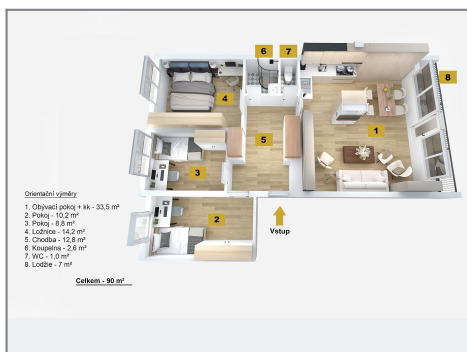 6
7
8
4
5
1
3
2
Vstup
Orientační výměry
1. Obývací pokoj + kk - 33,5 m²
2. Pokoj - 10,2 m²
3. Pokoj - 8,8 m²
4. Ložnice - 14,2 m²
5. Chodba - 12,8 m²
6. Koupelna - 2,6 m²
7. WC - 1,0 m²
8. Lodžie - 7 m²
Celkem - 90 m²